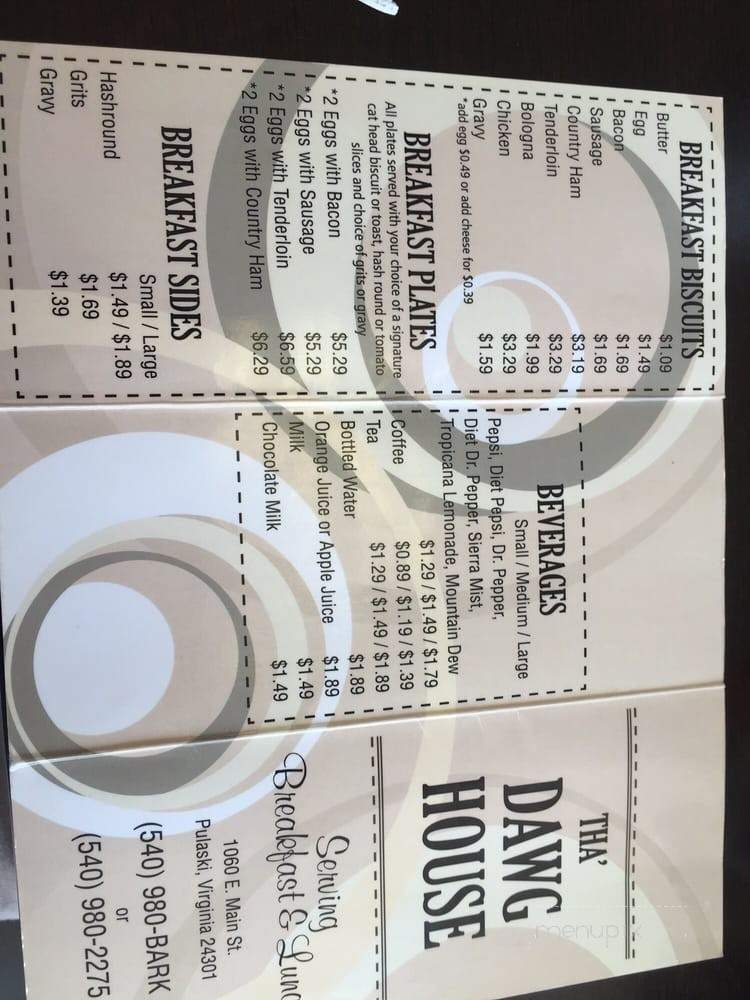 BREAKFAST BISCUITS
Butter $1.09
Egg $1.49
Bacon $1.69
Sausage $1.69
Country Ham $3.19
Tenderloin $3.29
Bologna $1.99
Chicken $3.29
Gravy $1.59
*add egg $0.49 or add cheese for $0.39
BREAKFAST PLATES
All plates served with your choice of a signature
cat head biscuit or toast, hash round or tomato
slices and choice of grits or gravy
*2 Eggs with Bacon $5.29
*2 Eggs with Sausage $5.29
*2 Eggs with Tenderloin $6.59
*2 Eggs with Country Ham $6.29
BREAKFAST SIDES
Small / Large
Hashround $1.49 / $1.89
Grits $1.69
Gravy $1.39
BEVERAGES
Small / Medium / Large
Pepsi, Diet Pepsi, Dr. Pepper,
Diet Dr. Pepper, Sierra Mist,
Tropicana Lemonade, Mountain Dew
$1.29 / $1.49 / $1.79
Coffee $0.89 / $1.19 / $1.39
Tea $1.29 / $1.49 / $1.89
Bottled Water $1.89
Orange Juice or Apple Juice $1.89
Milk $1.49
Chocolate Milk $1.49
THA'
DAWG
HOUSE
Serving
Breakfast & Lunc
1060 E. Main St.
Pulaski, Virginia 24301
(540) 980-BARK
or
(540) 980-2275